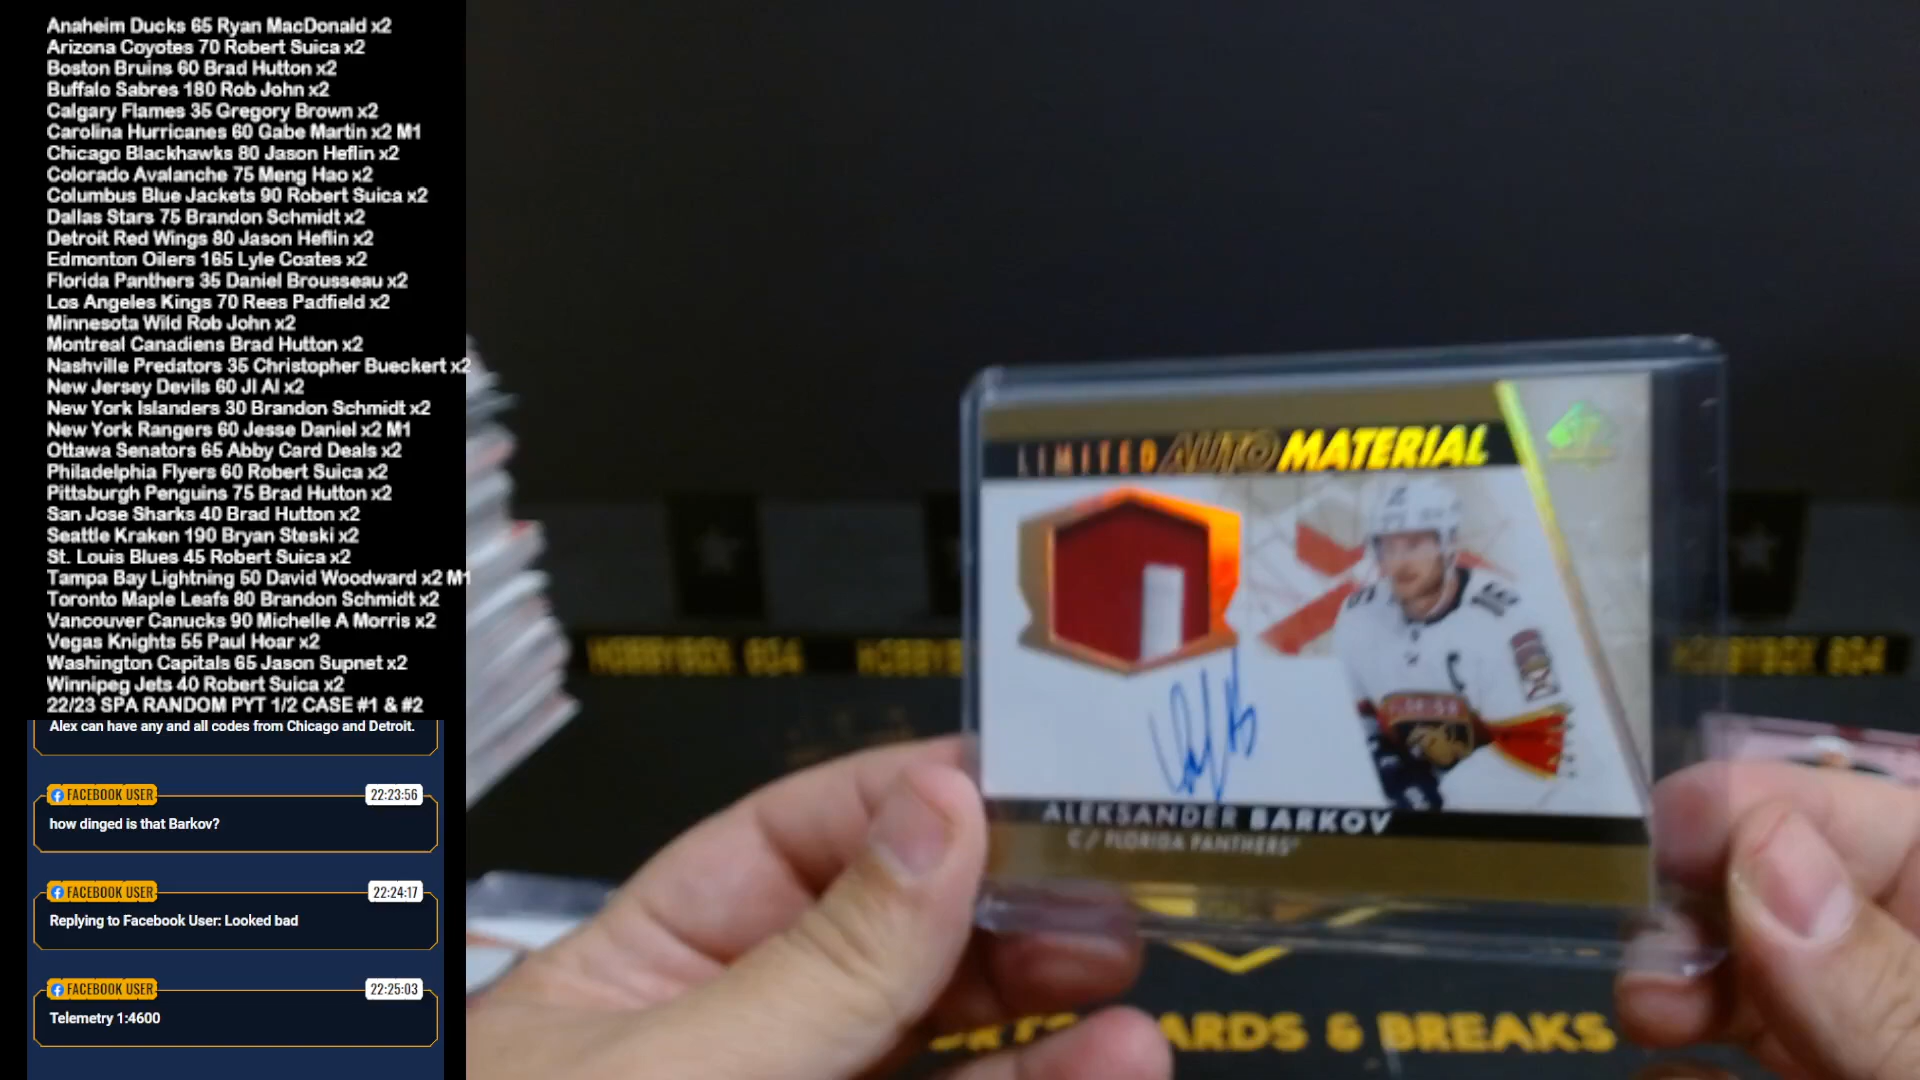 Anaheim Ducks 65 Ryan MacDonald x2
Arizona Coyotes 70 Robert Suica x2
Boston Bruins 60 Brad Hutton x2
Buffalo Sabres 180 Rob John x2
Calgary Flames 35 Gregory Brown x2
Carolina Hurricanes 60 Gabe Martin x2 M1
Chicago Blackhawks 80 Jason Heflin x2
Colorado Avalanche 75 Meng Hao x2
Columbus Blue Jackets 90 Robert Suica x2
Dallas Stars 75 Brandon Schmidt x2
Detroit Red Wings 80 Jason Heflin x2
Edmonton Oilers 165 Lyle Coates x2
Florida Panthers 35 Daniel Brousseau x2
Los Angeles Kings 70 Rees Padfield x2
Minnesota Wild Rob John x2
Montreal Canadiens Brad Hutton x2
Nashville Predators 35 Christopher Bueckert x2
New Jersey Devils 60 JI AI x2
New York Islanders 30 Brandon Schmidt x2
New York Rangers 60 Jesse Daniel x2 M1
Ottawa Senators 65 Abby Card Deals x2
Philadelphia Flyers 60 Robert Suica x2
Pittsburgh Penguins 75 Brad Hutton x2
San Jose Sharks 40 Brad Hutton x2
Seattle Kraken 190 Bryan Steski x2
St. Louis Blues 45 Robert Suica x2
Tampa Bay Lightning 50 David Woodward x2 M1
Toronto Maple Leafs 80 Brandon Schmidt x2
Vancouver Canucks 90 Michelle A Morris x2
Vegas Knights 55 Paul Hoar x2
Washington Capitals 65 Jason Supnet x2
Winnipeg Jets 40 Robert Suica x2
22/23 SPA RANDOM PYT 1/2 CASE #1 & #2
Alex can have any and all codes from Chicago and Detroit.
FACEBOOK USER 22:23:56
how dinged is that Barkov?
FACEBOOK USER 22:24:17
Replying to Facebook User: Looked bad
FACEBOOK USER 22:25:03
Telemetry 1:4600
LIMITED AUTO MATERIAL
16
C
ALEKSANDER BARKOV
C / FLORIDA PANTHERS
HOBBYBOX 604
HOBBYBOX 604
ARDS & BREAKS